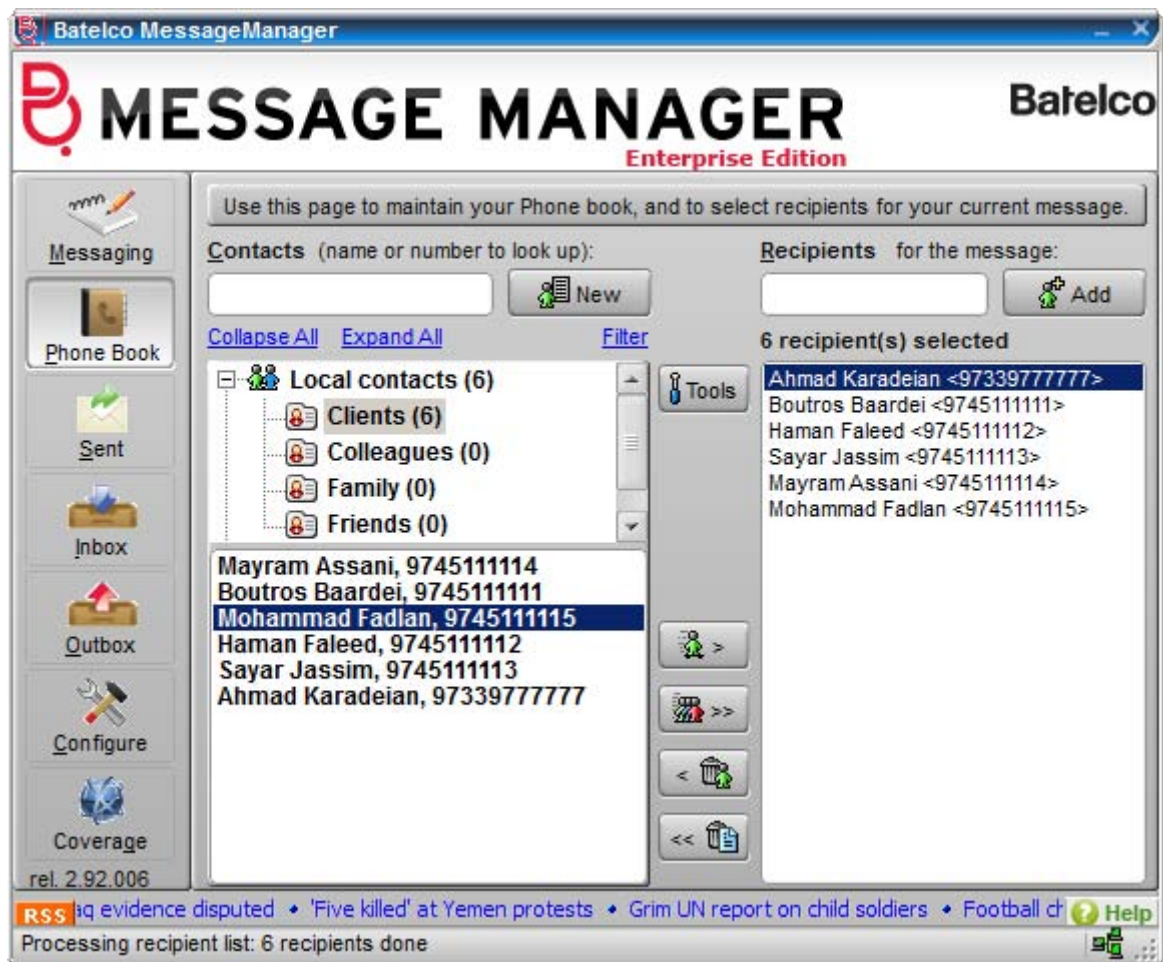 Batelco MessageManager
MESSAGE MANAGER
Enterprise Edition
Batelco
Messaging
Phone Book
Sent
Inbox
Outbox
Configure
Coverage
rel. 2.92.006
Use this page to maintain your Phone book, and to select recipients for your current message.
Contacts (name or number to look up):
New
Collapse All Expand All Filter
Local contacts (6)
Clients (6)
Colleagues (0)
Family (0)
Friends (0)
Mayram Assani, 9745111114
Boutros Baardei, 9745111111
Mohammad Fadlan, 9745111115
Haman Faleed, 9745111112
Sayar Jassim, 9745111113
Ahmad Karadeian, 97339777777
Tools
>
>>
<
<<
Recipients for the message:
Add
6 recipient(s) selected
Ahmad Karadeian <97339777777>
Boutros Baardei <9745111111>
Haman Faleed <9745111112>
Sayar Jassim <9745111113>
Mayram Assani <9745111114>
Mohammad Fadlan <9745111115>
RSS aq evidence disputed • 'Five killed' at Yemen protests • Grim UN report on child soldiers • Football ch Help
Processing recipient list: 6 recipients done